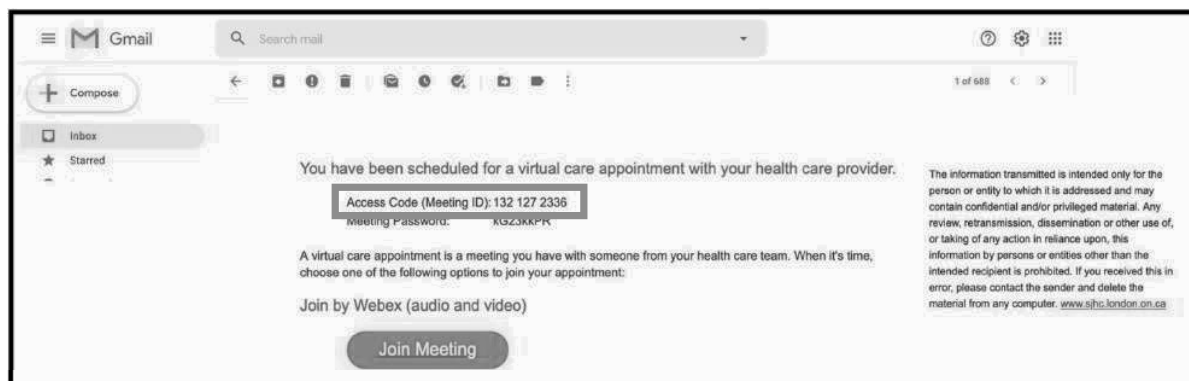 Gmail
Search mail
Compose
1 of 688
Inbox
Starred
You have been scheduled for a virtual care appointment with your health care provider.
Access Code (Meeting ID): 132 127 2336
Meeting Password: kG23kkPR
A virtual care appointment is a meeting you have with someone from your health care team. When it's time,
choose one of the following options to join your appointment:
Join by Webex (audio and video)
Join Meeting
The information transmitted is intended only for the
person or entity to which it is addressed and may
contain confidential and/or privileged material. Any
review, retransmission, dissemination or other use of,
or taking of any action in reliance upon, this
information by persons or entities other than the
intended recipient is prohibited. If you received this in
error, please contact the sender and delete the
material from any computer. www.sjhc.london.on.ca